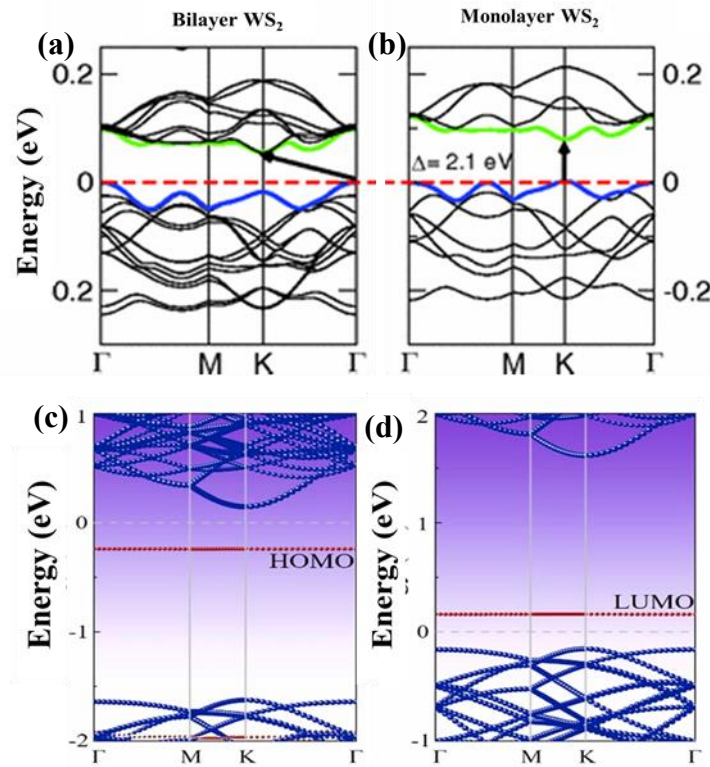 Bilayer WS₂
Monolayer WS₂
(a)
(b)
Energy (eV)
0.2
0
0.2
Γ
M
K
Γ
Δ= 2.1 eV
0.2
0
-0.2
Γ
M
K
Γ
(c)
(d)
Energy (eV)
1
0
-1
-2
HOMO
Γ
M
K
Γ
Energy (eV)
2
1
0
-1
LUMO
Γ
M
K
Γ